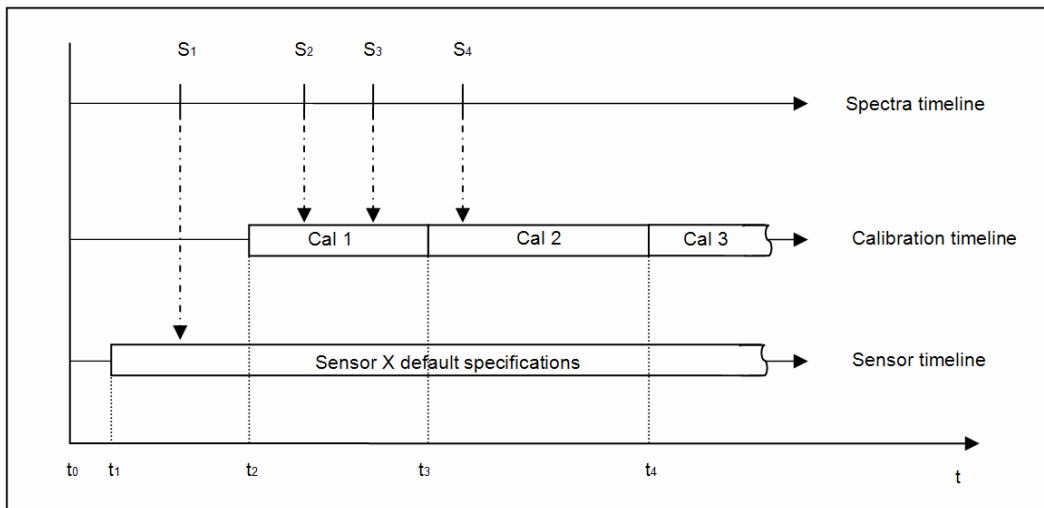 S1 S2 S3 S4
Spectra timeline
Cal 1 Cal 2 Cal 3 Calibration timeline
Sensor X default specifications Sensor timeline
t0 t1 t2 t3 t4 t